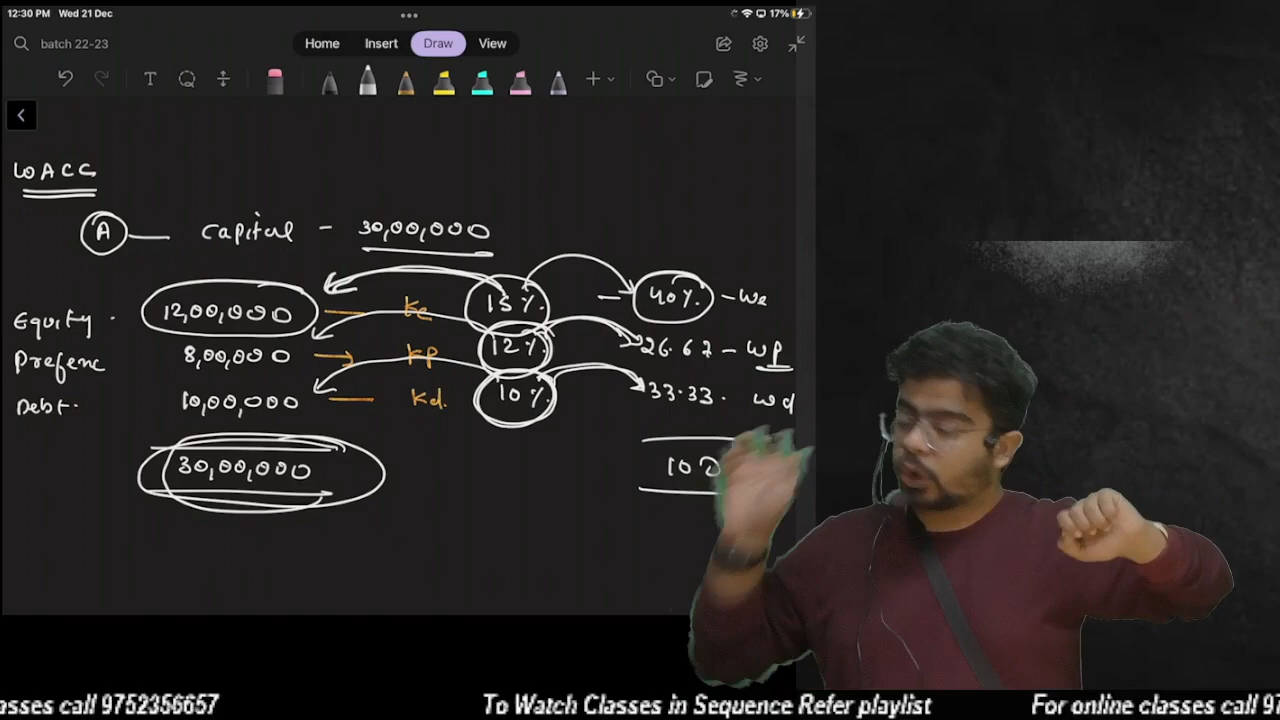 12:30 PM Wed 21 Dec
17%
batch 22-23
Home Insert Draw View
WACC
A — Capital - 30,00,000
Equity. 12,00,000 — Ke 15% — 40% - We
Prefenc 8,00,000 → Kp 12% 26.67 - Wp
Debt. 10,00,000 — Kd. 10% 33.33. Wd
30,00,000
asses call 9752356657 To Watch Classes in Sequence Refer playlist For online classes call 97